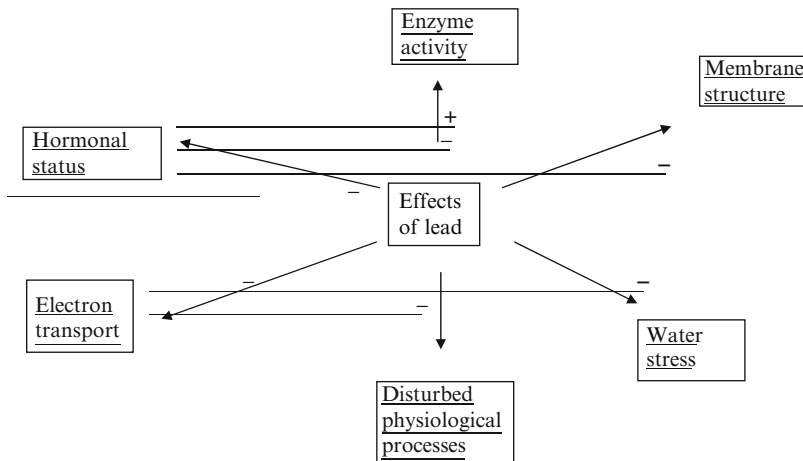 Enzyme
activity
Membrane
structure
+
–
Hormonal
status
–
–
Effects
of lead
–
–
–
Electron
transport
Water
stress
Disturbed
physiological
processes